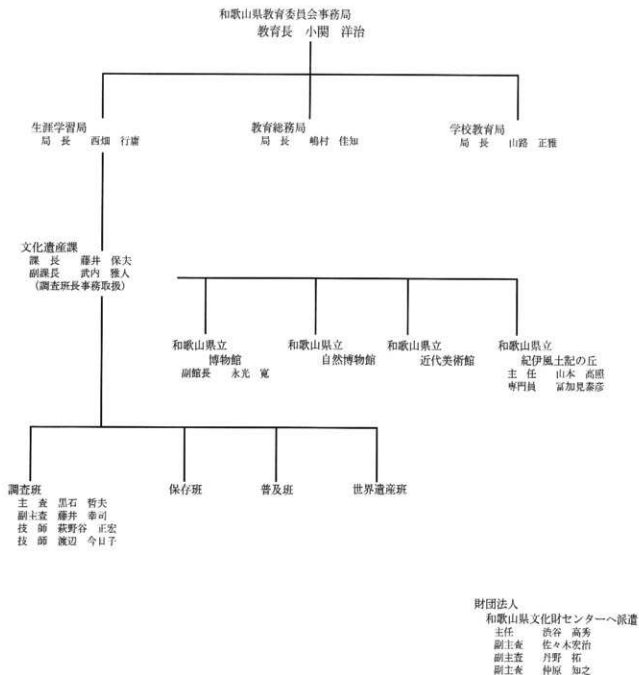 和歌山県教育委員会事務局
教育長 小関 洋治
生涯学習局
局 長 西畑 行庸
教育総務局
局 長 嶋村 佳知
学校教育局
局 長 山路 正雅
文化遺産課
課 長 藤井 保夫
副課長 武内 雅人
(調査班長事務取扱)
和歌山県立
博物館
副館長 永光 寛
和歌山県立
自然博物館
和歌山県立
近代美術館
和歌山県立
紀伊風土記の丘
主 任 山本 高照
専門員 冨加見泰彦
調査班
主 査 黒石 哲夫
副主査 藤井 幸司
技 師 萩野谷 正宏
技 師 渡辺 今日子
保存班
普及班
世界遺産班
財団法人
和歌山県文化財センターへ派遣
主任 渋谷 高秀
副主査 佐々木宏治
副主査 丹野 拓
副主査 仲原 知之